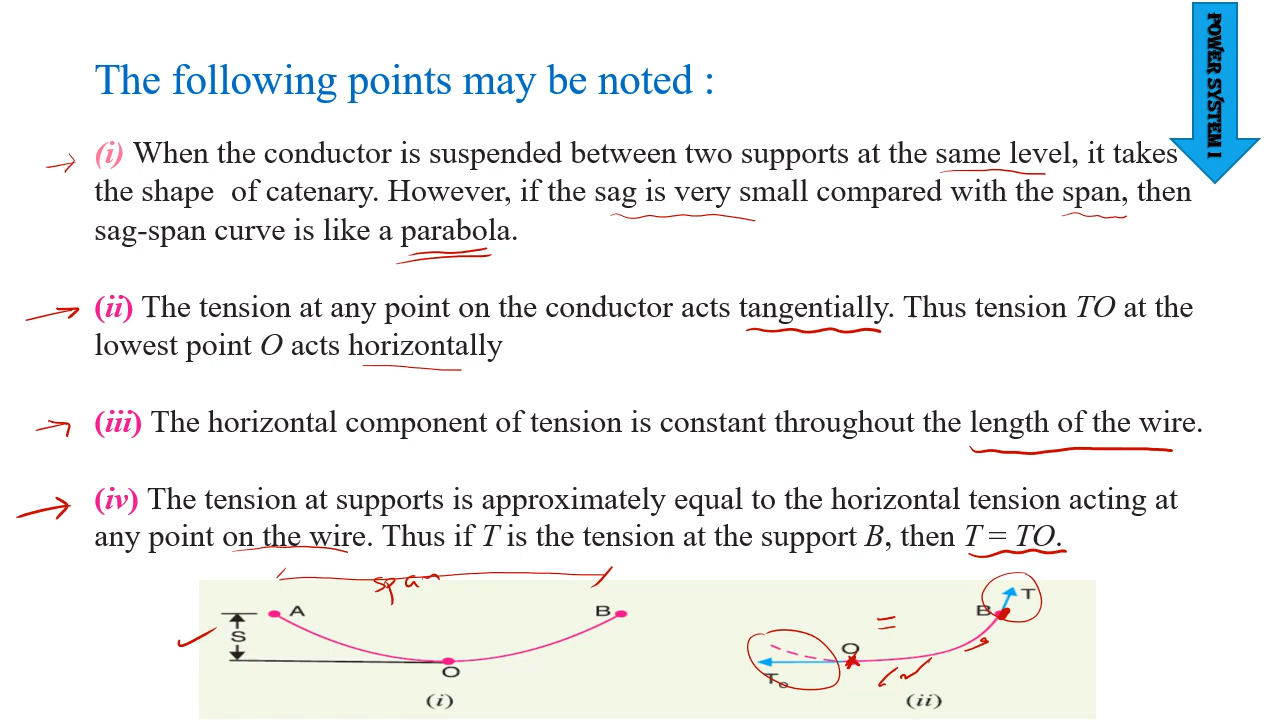 POWER SYSTEM I
The following points may be noted :
(i) When the conductor is suspended between two supports at the same level, it takes
the shape of catenary. However, if the sag is very small compared with the span, then
sag-span curve is like a parabola.
(ii) The tension at any point on the conductor acts tangentially. Thus tension TO at the
lowest point O acts horizontally
(iii) The horizontal component of tension is constant throughout the length of the wire.
(iv) The tension at supports is approximately equal to the horizontal tension acting at
any point on the wire. Thus if T is the tension at the support B, then T = TO.
span
A
B
S
O
(i)
B
T
=
O
T₀
(ii)